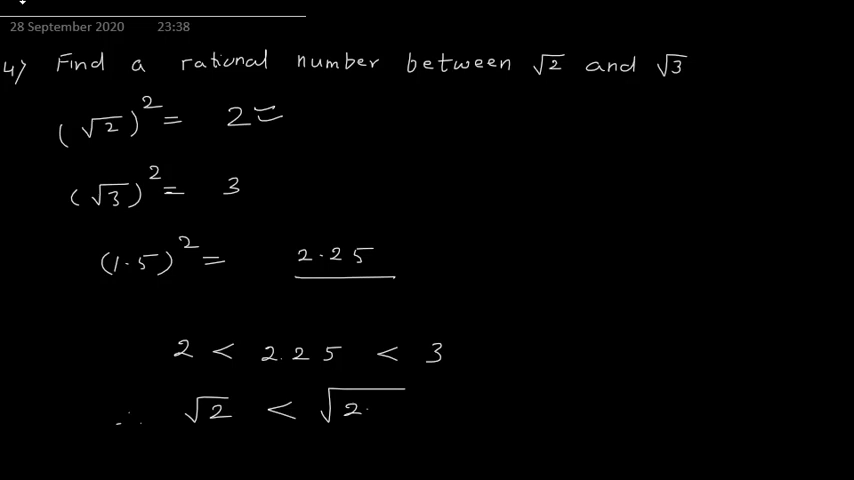 28 September 2020 23:38
4) Find a rational number between √2 and √3
(√2)² = 2
(√3)² = 3
(1.5)² = 2.25
2 < 2.25 < 3
∴ √2 < √2.